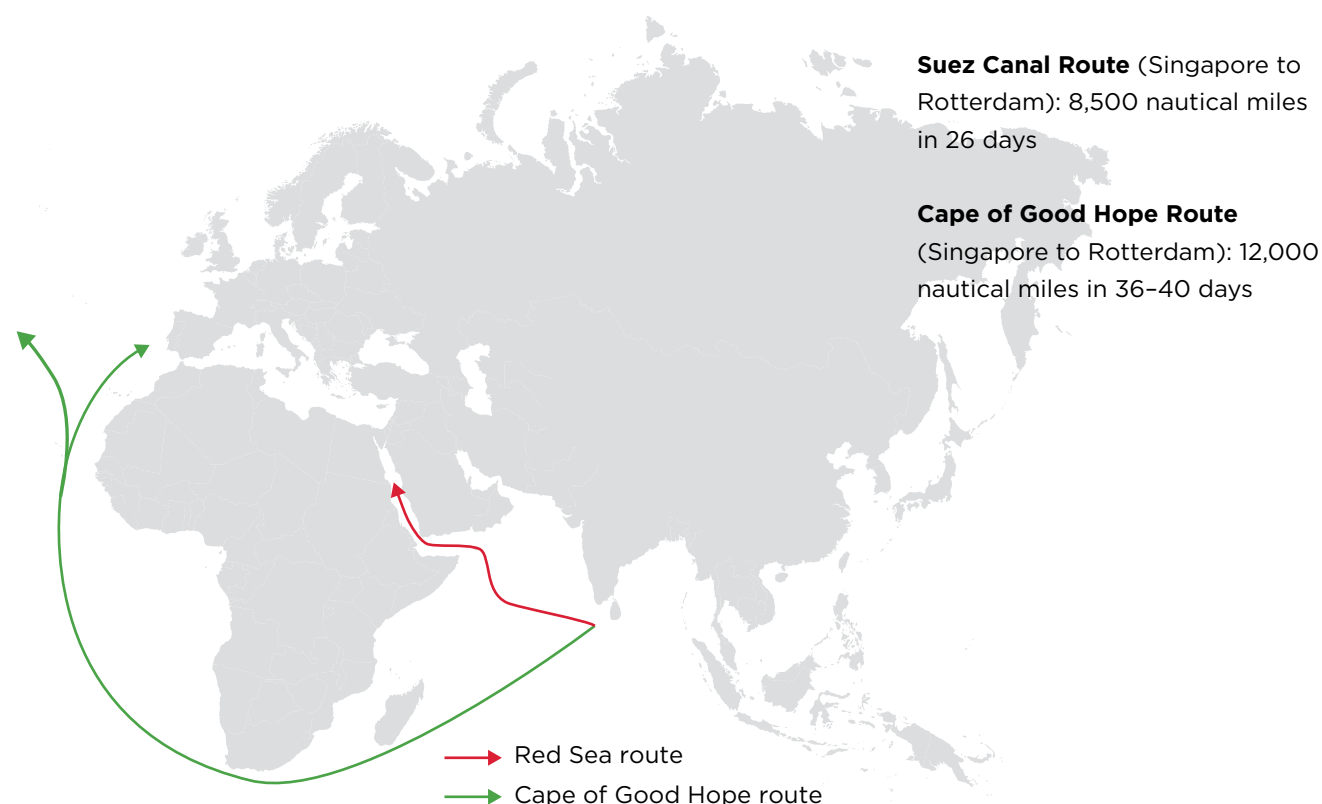 Suez Canal Route (Singapore to
Rotterdam): 8,500 nautical miles
in 26 days
Cape of Good Hope Route
(Singapore to Rotterdam): 12,000
nautical miles in 36–40 days
Red Sea route
Cape of Good Hope route